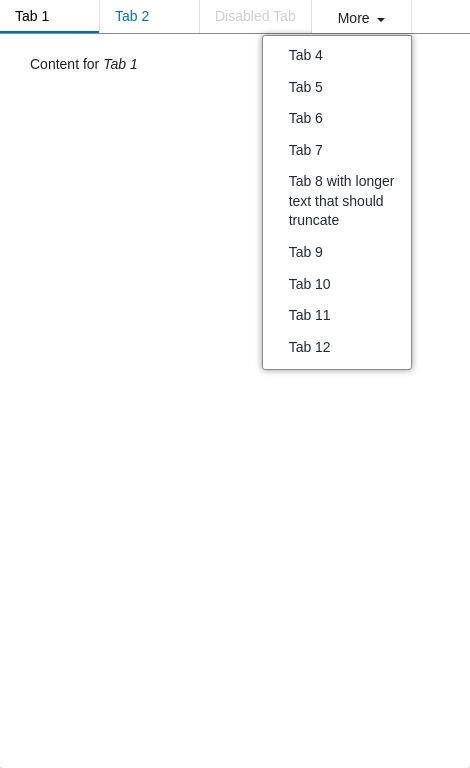 Tab 1 Tab 2 Disabled Tab More
Content for Tab 1
Tab 4
Tab 5
Tab 6
Tab 7
Tab 8 with longer
text that should
truncate
Tab 9
Tab 10
Tab 11
Tab 12